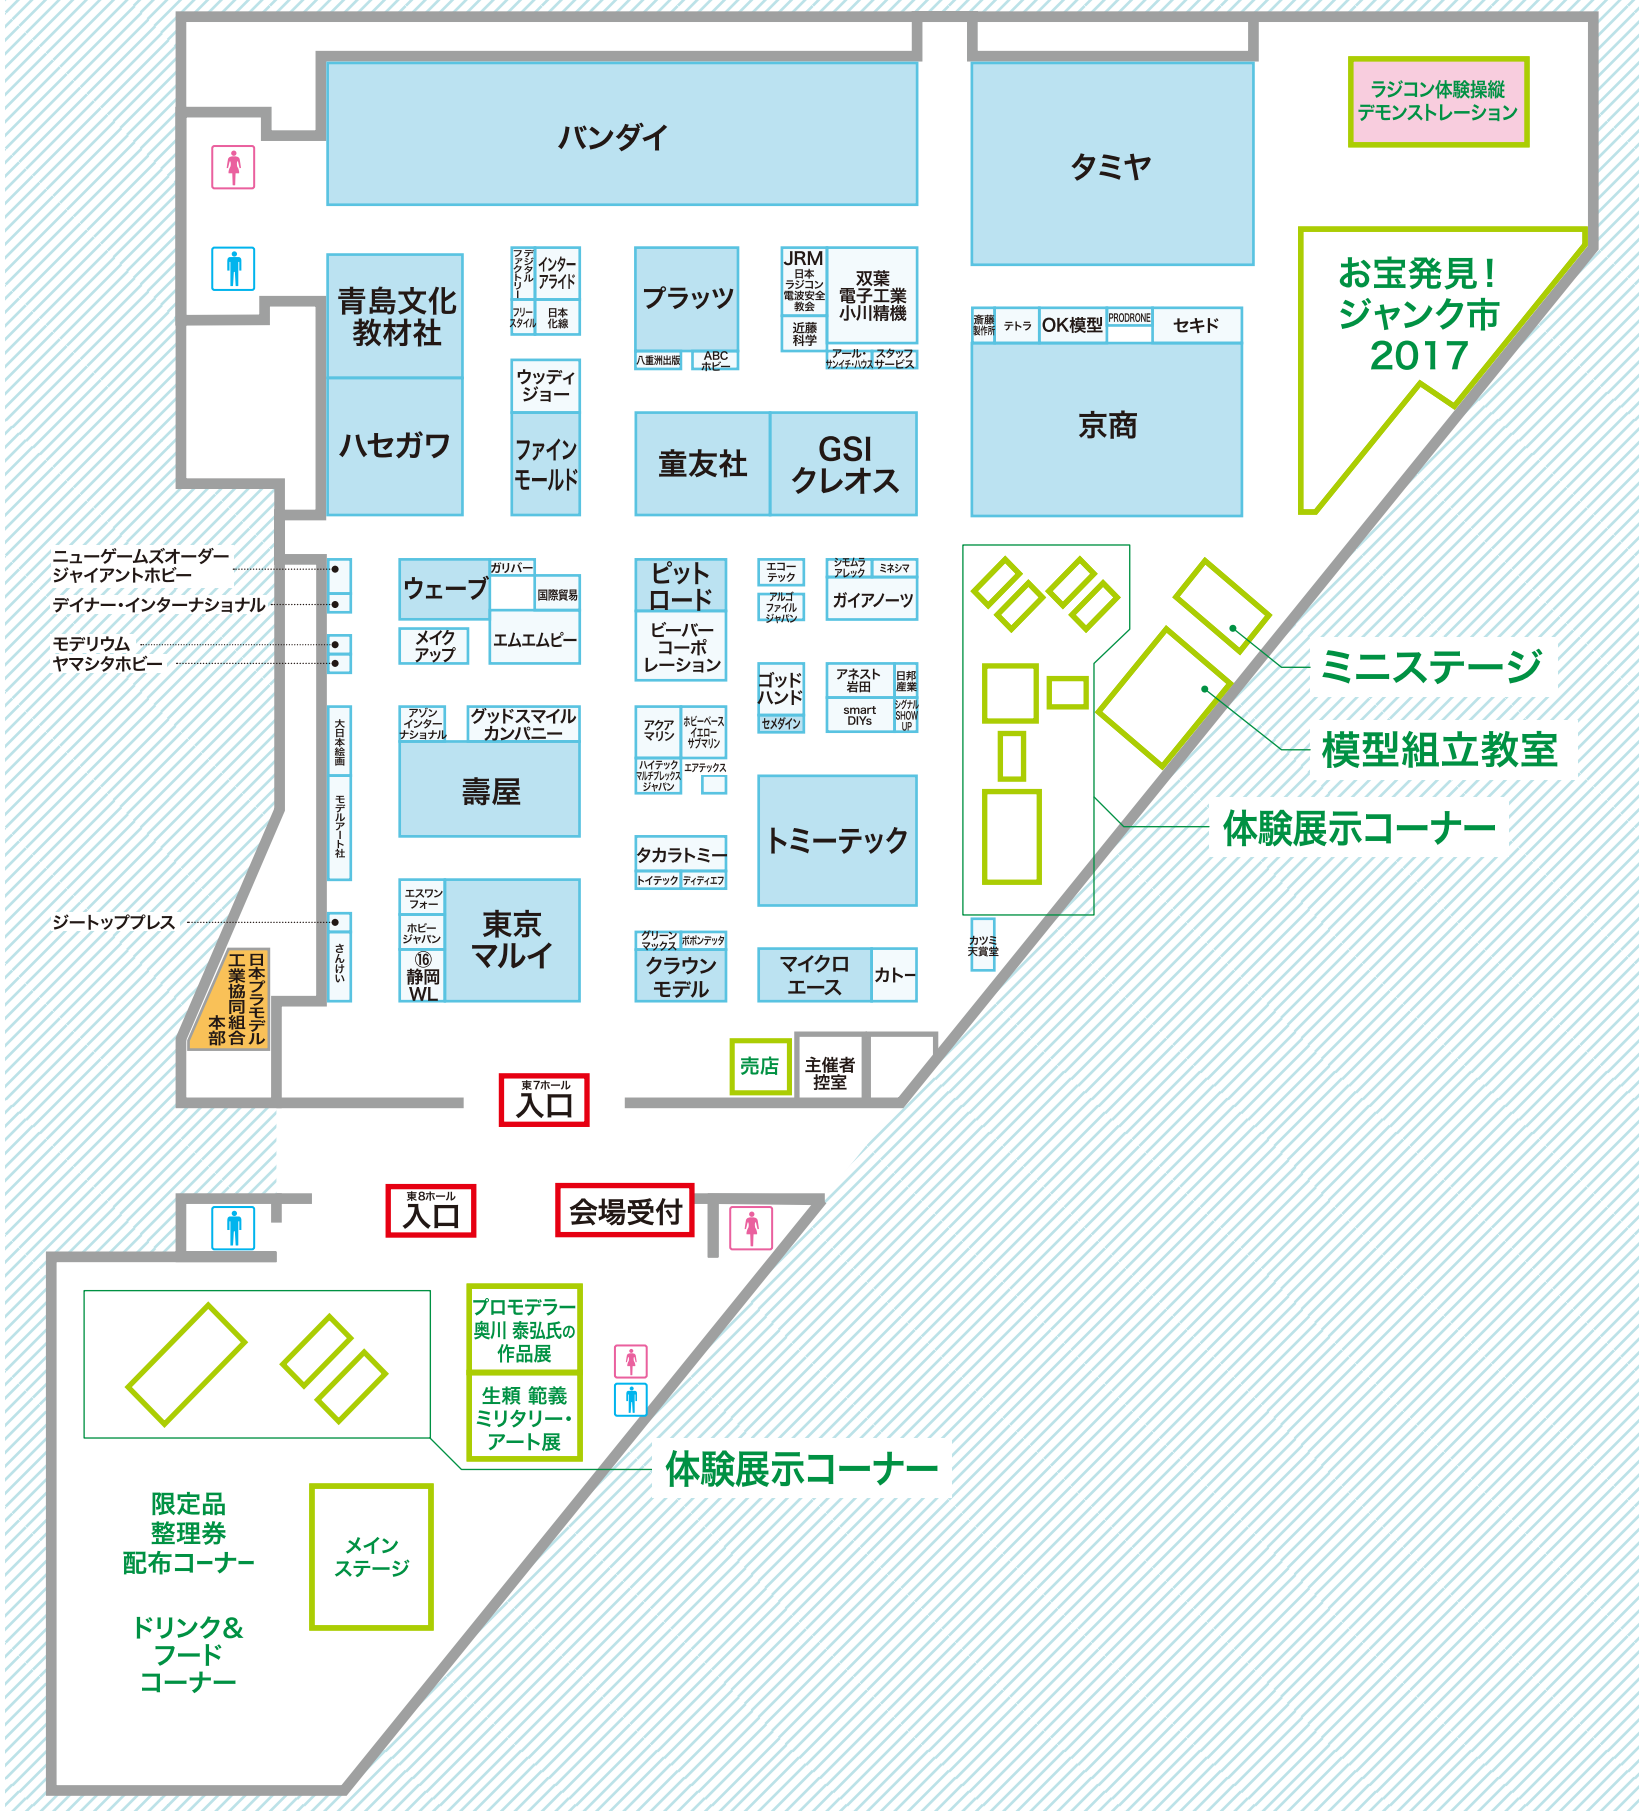 バンダイ
タミヤ
ラジコン体験操縦
デモンストレーション
お宝発見！
ジャンク市
2017
青島文化
教材社
ハセガワ
デジタル
ファクトリー
インター
アライド
フリー
スタイル
日本
化線
ウッディ
ジョー
ファイン
モールド
プラッツ
八重洲出版
ABC
ホビー
JRM
日本
ラジコン
電波安全
教会
近藤
科学
双葉
電子工業
小川精機
アール・
サンイチ・ハウス
スタッフ
サービス
童友社
GSI
クレオス
斎藤
製作所
テトラ
OK模型
PRODRONE
セキド
京商
ニューゲームズオーダー
ジャイアントホビー
デイナー・インターナショナル
モデリウム
ヤマシタホビー
ウェーブ
ガリバー
国際貿易
エムエムピー
メイク
アップ
ピット
ロード
ビーバー
コーポ
レーション
エコー
テック
アルゴ
ファイル
ジャパン
シモムラ
アレック
ミネシマ
ガイアノーツ
ゴッド
ハンド
セメダイン
アネスト
岩田
日邦
産業
smart
DIYs
シグナル
SHOW
UP
ミニステージ
模型組立教室
体験展示コーナー
大日本絵画
モデルアート社
アゾン
インター
ナショナル
グッドスマイル
カンパニー
壽屋
アクア
マリン
ホビーベース
イエロー
サブマリン
ハイテック
マルチプレックス
ジャパン
エアテックス
トミーテック
タカラトミー
トイテック
ディディエフ
ジートッププレス
さんけい
エスワン
フォー
ホビー
ジャパン
⑯
静岡
WL
東京
マルイ
グリーン
マックス
ポポンデッタ
クラウン
モデル
マイクロ
エース
カトー
カツミ
天賞堂
日本プラモデル
工業協同組合
本部
売店
主催者
控室
東7ホール
入口
東8ホール
入口
会場受付
プロモデラー
奥川 泰弘氏の
作品展
生頼 範義
ミリタリー・
アート展
体験展示コーナー
限定品
整理券
配布コーナー
メイン
ステージ
ドリンク＆
フード
コーナー